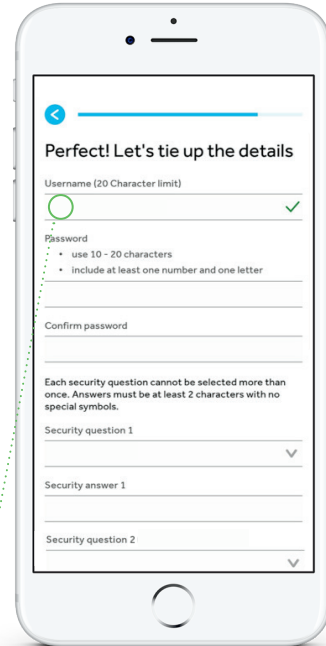 Perfect! Let's tie up the details
Username (20 Character limit)
Password
• use 10 - 20 characters
• include at least one number and one letter
Confirm password
Each security question cannot be selected more than
once. Answers must be at least 2 characters with no
special symbols.
Security question 1
Security answer 1
Security question 2